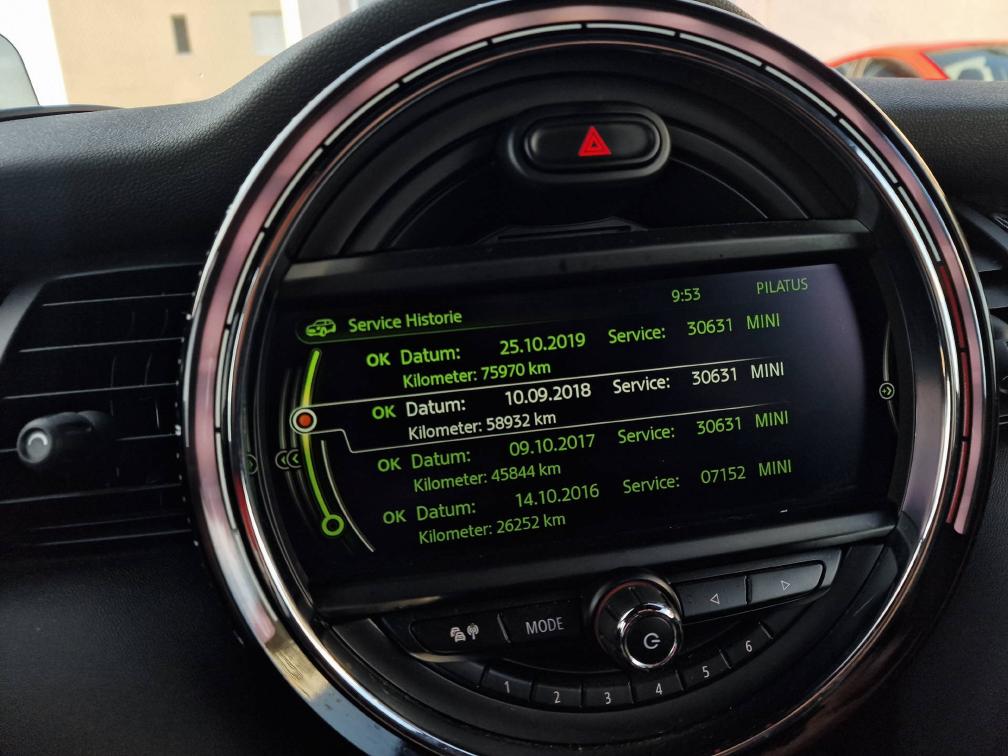 9:53 PILATUS
Service Historie
OK Datum: 25.10.2019 Service: 30631 MINI
Kilometer: 75970 km
OK Datum: 10.09.2018 Service: 30631 MINI
Kilometer: 58932 km
OK Datum: 09.10.2017 Service: 30631 MINI
Kilometer: 45844 km
OK Datum: 14.10.2016 Service: 07152 MINI
Kilometer: 26252 km
MODE
1 2 3 4 5 6